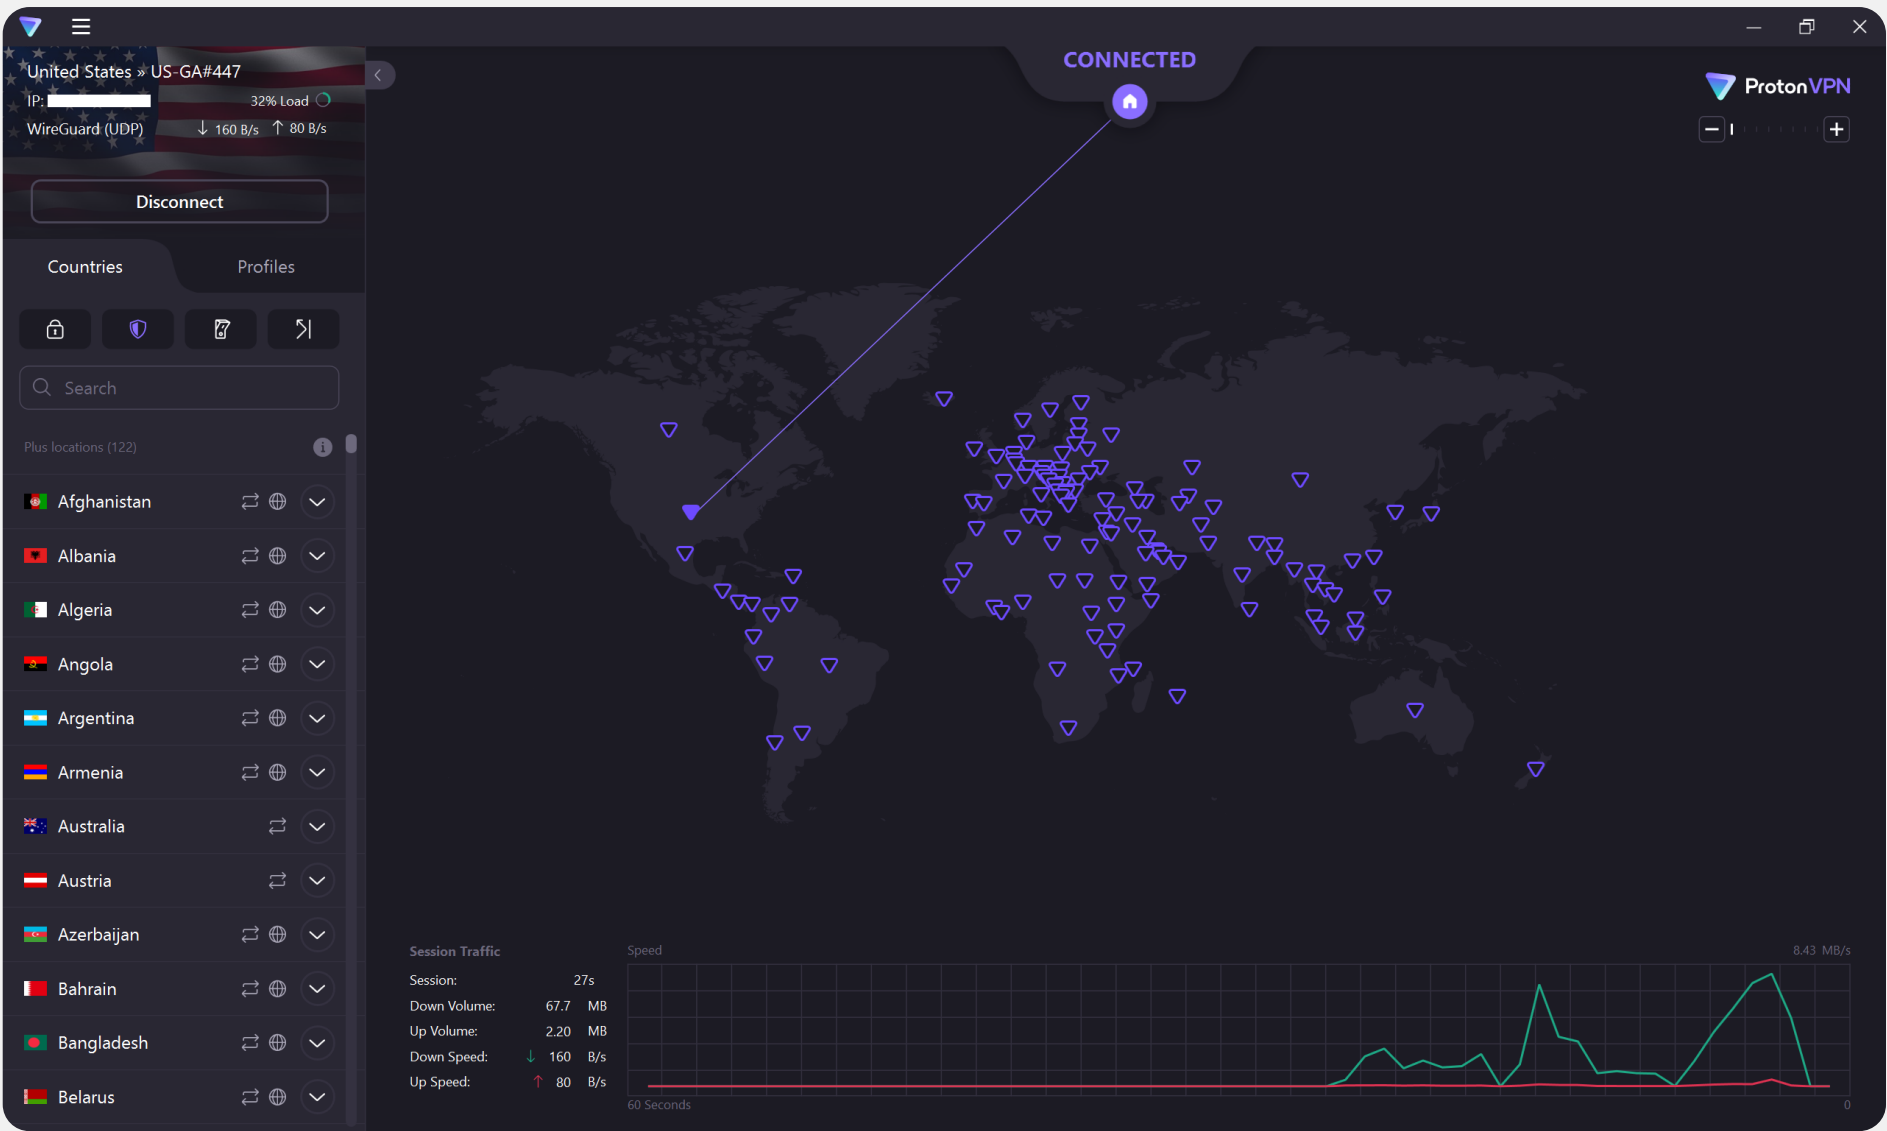 CONNECTED
United States » US-GA#447
IP:
32% Load
WireGuard (UDP)
160 B/s
80 B/s
Disconnect
Countries
Profiles
Search
Plus locations (122)
Afghanistan
Albania
Algeria
Angola
Argentina
Armenia
Australia
Austria
Azerbaijan
Bahrain
Bangladesh
Belarus
ProtonVPN
Session Traffic
Session: 27s
Down Volume: 67.7 MB
Up Volume: 2.20 MB
Down Speed: 160 B/s
Up Speed: 80 B/s
Speed
8.43 MB/s
60 Seconds
0